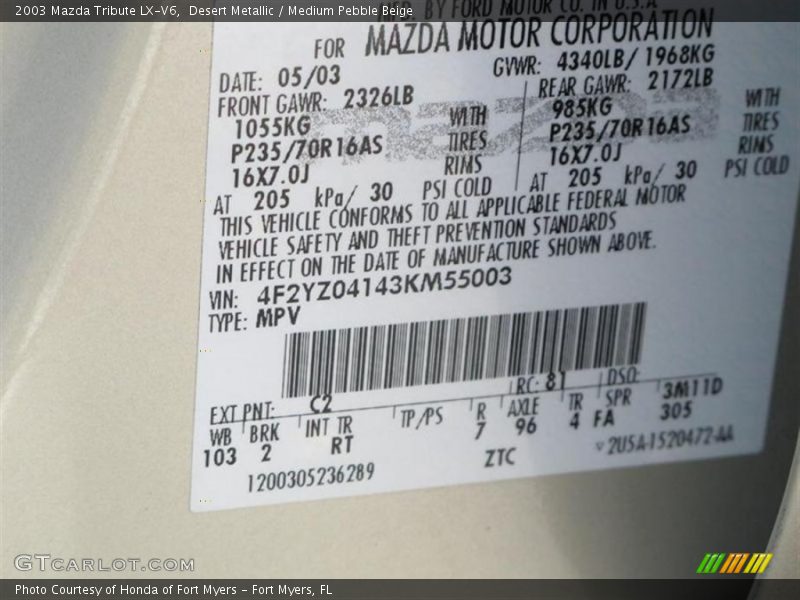 2003 Mazda Tribute LX-V6, Desert Metallic / Medium Pebble Beige
MFD. BY FORD MOTOR CO. IN U.S.A
FOR MAZDA MOTOR CORPORATION
DATE: 05/03 GVWR: 4340LB/ 1968KG
FRONT GAWR: 2326LB REAR GAWR: 2172LB
1055KG WITH 985KG WITH
P235/70R16AS TIRES P235/70R16AS TIRES
16X7.0J RIMS 16X7.0J RIMS
AT 205 kPa/ 30 PSI COLD AT 205 kPa/ 30 PSI COLD
THIS VEHICLE CONFORMS TO ALL APPLICABLE FEDERAL MOTOR
VEHICLE SAFETY AND THEFT PREVENTION STANDARDS
IN EFFECT ON THE DATE OF MANUFACTURE SHOWN ABOVE.
VIN: 4F2YZ04143KM55003
TYPE: MPV
EXT PNT: C2 RC: 81 DSO:
WB BRK INT TR TP/PS R AXLE TR SPR 3M11D
103 2 RT 7 96 4 FA 305
1200305236289 ZTC 2U5A-1520472-AA
GTCARLOT.COM
Photo Courtesy of Honda of Fort Myers - Fort Myers, FL